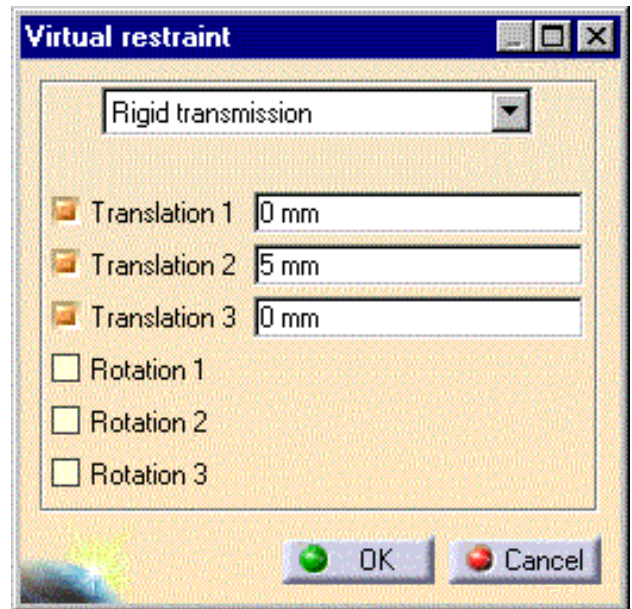 Virtual restraint
Rigid transmission
Translation 1 0 mm
Translation 2 5 mm
Translation 3 0 mm
Rotation 1
Rotation 2
Rotation 3
OK Cancel